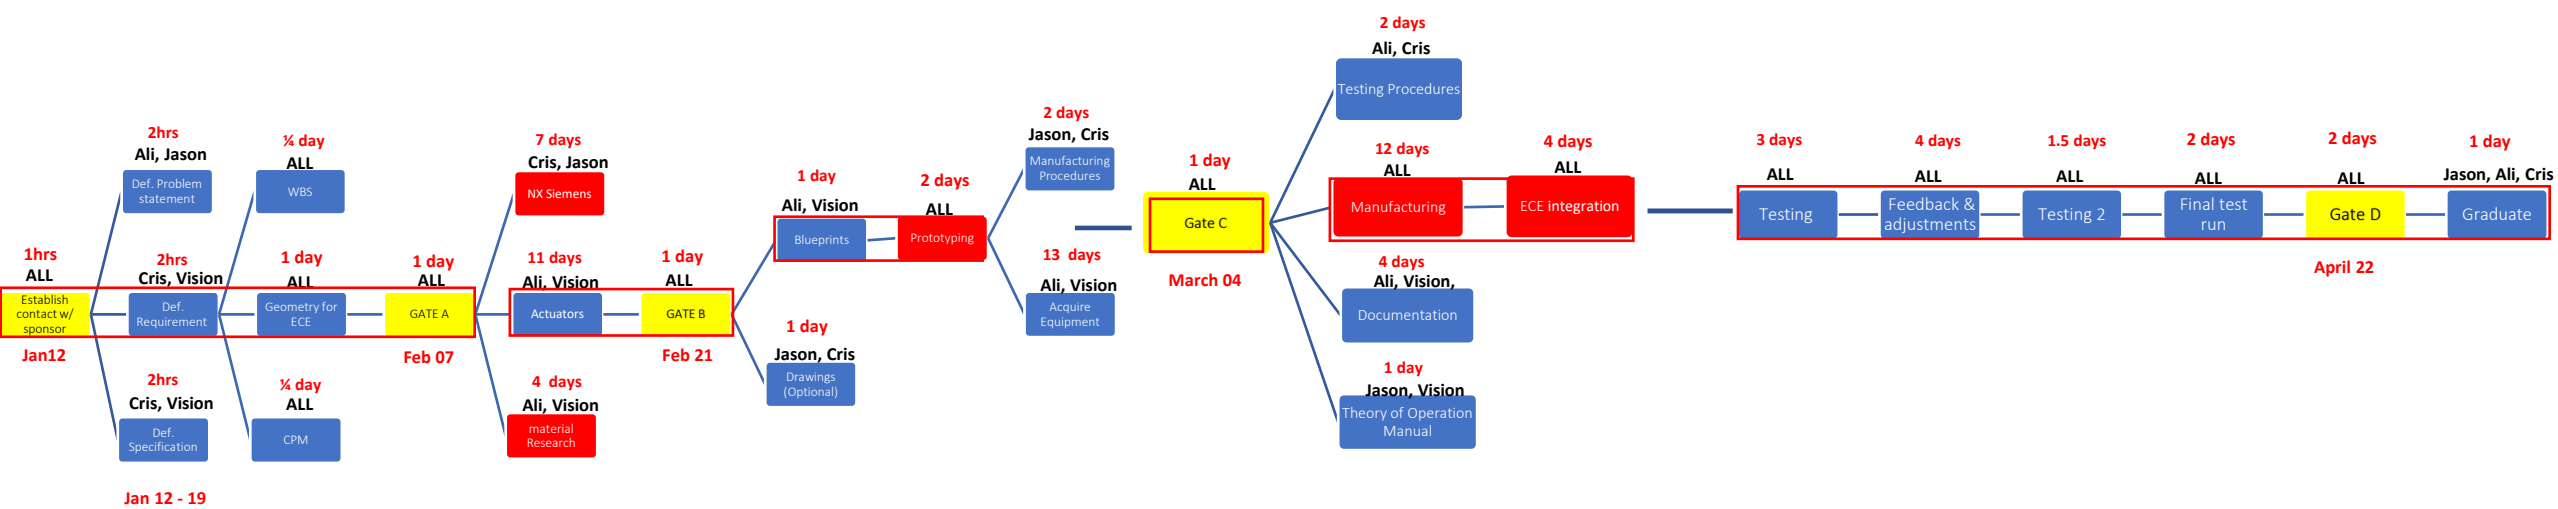 1hrs
ALL
Establish
contact w/
sponsor
Jan12
2hrs
Ali, Jason
Def. Problem
statement
2hrs
Cris, Vision
Def.
Requirement
2hrs
Cris, Vision
Def.
Specification
Jan 12 - 19
¼ day
ALL
WBS
1 day
ALL
Geometry for
ECE
¼ day
ALL
CPM
1 day
ALL
GATE A
Feb 07
7 days
Cris, Jason
NX Siemens
11 days
Ali, Vision
Actuators
4 days
Ali, Vision
material
Research
1 day
ALL
GATE B
Feb 21
1 day
Ali, Vision
Blueprints
1 day
Jason, Cris
Drawings
(Optional)
2 days
ALL
Prototyping
2 days
Jason, Cris
Manufacturing
Procedures
13 days
Ali, Vision
Acquire
Equipment
1 day
ALL
Gate C
March 04
2 days
Ali, Cris
Testing Procedures
12 days
ALL
Manufacturing
4 days
ALL
ECE integration
4 days
Ali, Vision,
Documentation
1 day
Jason, Vision
Theory of Operation
Manual
3 days
ALL
Testing
4 days
ALL
Feedback &
adjustments
1.5 days
ALL
Testing 2
2 days
ALL
Final test
run
2 days
ALL
Gate D
April 22
1 day
Jason, Ali, Cris
Graduate